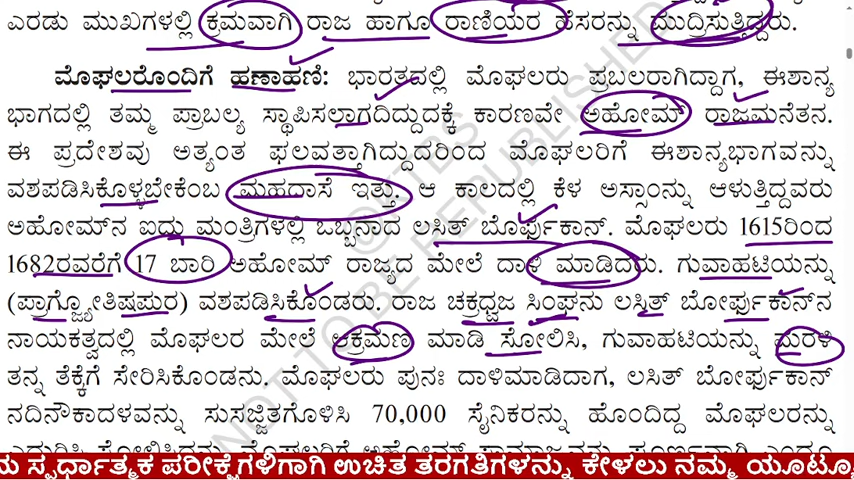 ಎರಡು ಮುಖಗಳಲ್ಲಿ ಕ್ರಮವಾಗಿ ರಾಜ ಹಾಗೂ ರಾಣಿಯರ ಹೆಸರನ್ನು ಮುದ್ರಿಸುತ್ತಿದ್ದರು.
ಮೊಘಲರೊಂದಿಗೆ ಹಣಾಹಣಿ: ಭಾರತದಲ್ಲಿ ಮೊಘಲರು ಪ್ರಬಲರಾಗಿದ್ದಾಗ, ಈಶಾನ್ಯ
ಭಾಗದಲ್ಲಿ ತಮ್ಮ ಪ್ರಾಬಲ್ಯ ಸ್ಥಾಪಿಸಲಾಗದಿದ್ದುದಕ್ಕೆ ಕಾರಣವೇ ಅಹೋಮ್ ರಾಜಮನೆತನ.
ಈ ಪ್ರದೇಶವು ಅತ್ಯಂತ ಫಲವತ್ತಾಗಿದ್ದುದರಿಂದ ಮೊಘಲರಿಗೆ ಈಶಾನ್ಯಭಾಗವನ್ನು
ವಶಪಡಿಸಿಕೊಳ್ಳಬೇಕೆಂಬ ಮಹದಾಸೆ ಇತ್ತು. ಆ ಕಾಲದಲ್ಲಿ ಕೆಳ ಅಸ್ಸಾಂನ್ನು ಆಳುತ್ತಿದ್ದವರು
ಅಹೋಮ್‌ನ ಐದು ಮಂತ್ರಿಗಳಲ್ಲಿ ಒಬ್ಬನಾದ ಲಸಿತ್ ಬೋರ್ಫುಕಾನ್. ಮೊಘಲರು 1615ರಿಂದ
1682ರವರೆಗೆ 17 ಬಾರಿ ಅಹೋಮ್ ರಾಜ್ಯದ ಮೇಲೆ ದಾಳಿ ಮಾಡಿದರು. ಗುವಾಹಟಿಯನ್ನು
(ಪ್ರಾಗ್ಜ್ಯೋತಿಷಪುರ) ವಶಪಡಿಸಿಕೊಂಡರು. ರಾಜ ಚಕ್ರಧ್ವಜ ಸಿಂಘನು ಲಸಿತ್ ಬೋರ್ಫುಕಾನ್‌ನ
ನಾಯಕತ್ವದಲ್ಲಿ ಮೊಘಲರ ಮೇಲೆ ಆಕ್ರಮಣ ಮಾಡಿ ಸೋಲಿಸಿ, ಗುವಾಹಟಿಯನ್ನು ಮರಳಿ
ತನ್ನ ತೆಕ್ಕೆಗೆ ಸೇರಿಸಿಕೊಂಡನು. ಮೊಘಲರು ಪುನಃ ದಾಳಿಮಾಡಿದಾಗ, ಲಸಿತ್ ಬೋರ್ಫುಕಾನ್
ನದಿನೌಕಾದಳವನ್ನು ಸುಸಜ್ಜಿತಗೊಳಿಸಿ 70,000 ಸೈನಿಕರನ್ನು ಹೊಂದಿದ್ದ ಮೊಘಲರನ್ನು
ಸ್ಪರ್ಧಾತ್ಮಕ ಪರೀಕ್ಷೆಗಳಿಗಾಗಿ ಉಚಿತ ತರಗತಿಗಳನ್ನು ಕೇಳಲು ನಮ್ಮ
NOT TO BE REPUBLISHED